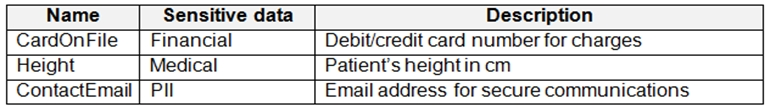 Name Sensitive data Description
CardOnFile Financial Debit/credit card number for charges
Height Medical Patient's height in cm
ContactEmail PII Email address for secure communications